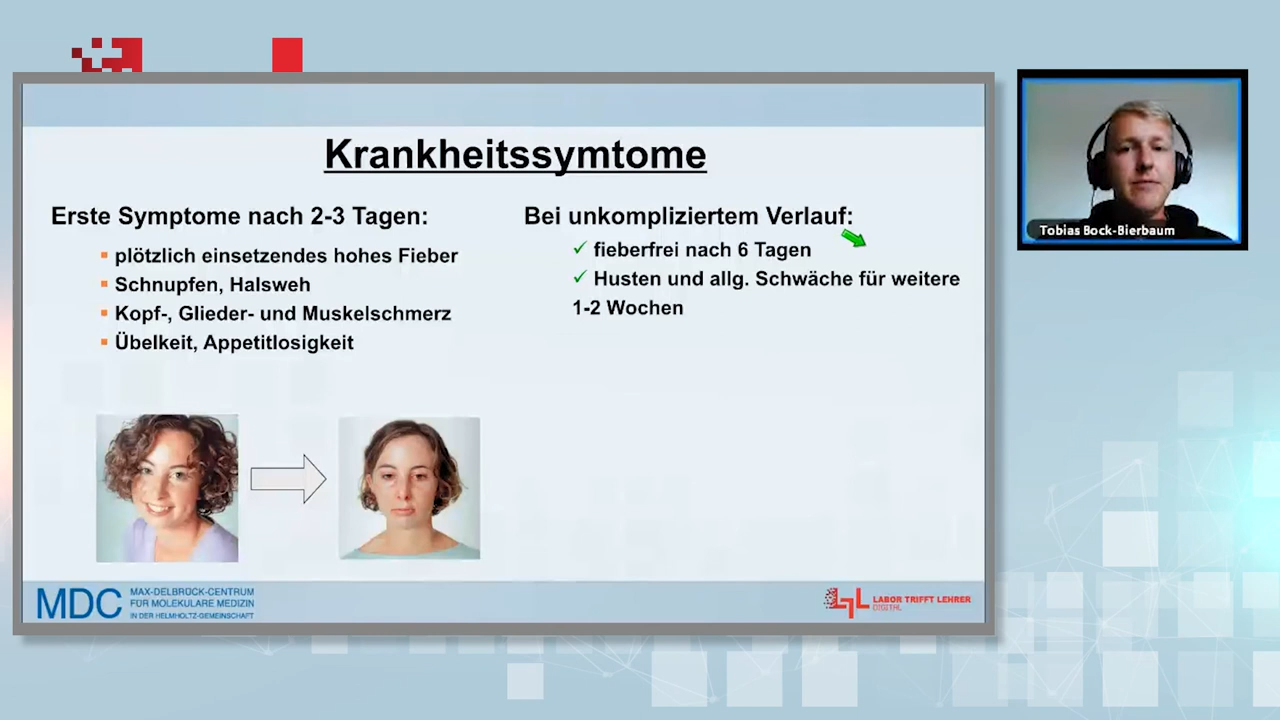 Krankheitssymtome
Erste Symptome nach 2-3 Tagen:
plötzlich einsetzendes hohes Fieber
Schnupfen, Halsweh
Kopf-, Glieder- und Muskelschmerz
Übelkeit, Appetitlosigkeit
Bei unkompliziertem Verlauf:
✓ fieberfrei nach 6 Tagen
✓ Husten und allg. Schwäche für weitere
1-2 Wochen
Tobias Bock-Bierbaum
MDC
MAX-DELBRÜCK-CENTRUM
FÜR MOLEKULARE MEDIZIN
IN DER HELMHOLTZ-GEMEINSCHAFT
LTL
LABOR TRIFFT LEHRER
DIGITAL